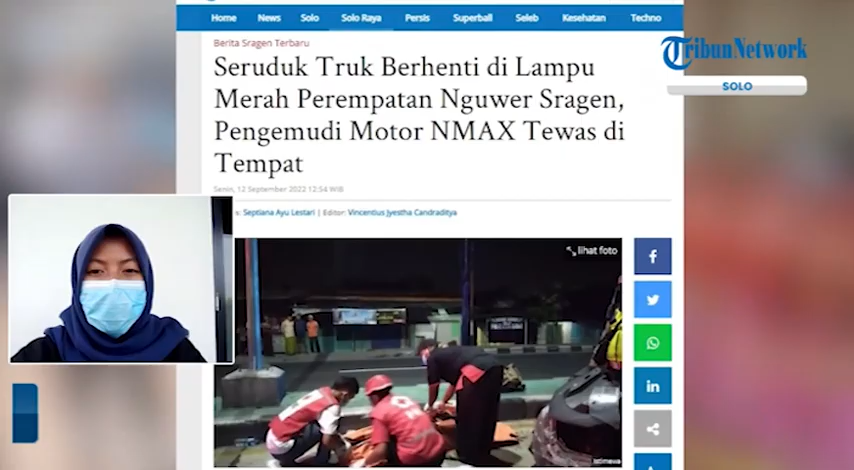 Home News Solo Solo Raya Persis Superball Seleb Kesehatan Techno
Berita Sragen Terbaru
TribunNetwork
SOLO
Seruduk Truk Berhenti di Lampu
Merah Perempatan Nguwer Sragen,
Pengemudi Motor NMAX Tewas di
Tempat
Senin, 12 September 2022 12:54 WIB
s: Septiana Ayu Lestari | Editor: Vincentius Jyestha Candraditya
lihat foto
Istimewa